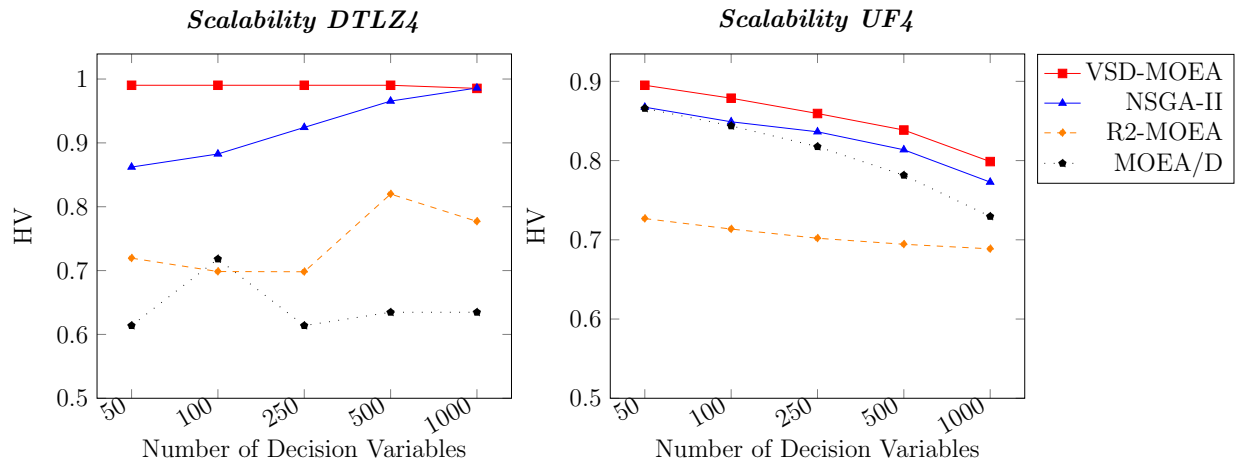 Scalability DTLZ4
HV
1
0.9
0.8
0.7
0.6
0.5
50
100
250
500
1000
Number of Decision Variables
Scalability UF4
HV
0.9
0.8
0.7
0.6
0.5
50
100
250
500
1000
Number of Decision Variables
VSD-MOEA
NSGA-II
R2-MOEA
MOEA/D